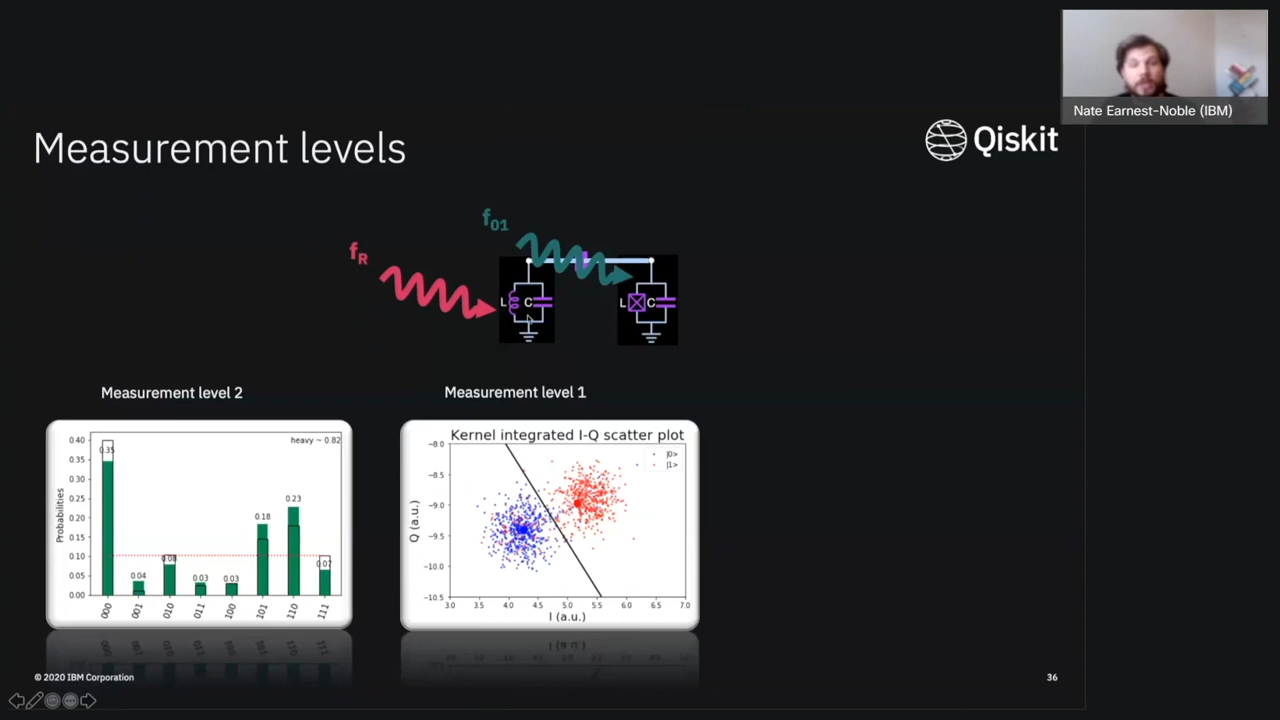 Nate Earnest-Noble (IBM)
Measurement levels
Qiskit
f01
fR
L C
L C
Measurement level 2
Measurement level 1
heavy ~ 0.82
Probabilities
0.40
0.35
0.30
0.25
0.20
0.15
0.10
0.05
0.00
0.35
0.04
0.08
0.03
0.03
0.18
0.23
0.07
000
001
010
011
100
101
110
111
Kernel integrated I-Q scatter plot
|0>
|1>
Q (a.u.)
−8.0
−8.5
−9.0
−9.5
−10.0
−10.5
3.0 3.5 4.0 4.5 5.0 5.5 6.0 6.5 7.0
I (a.u.)
© 2020 IBM Corporation
36